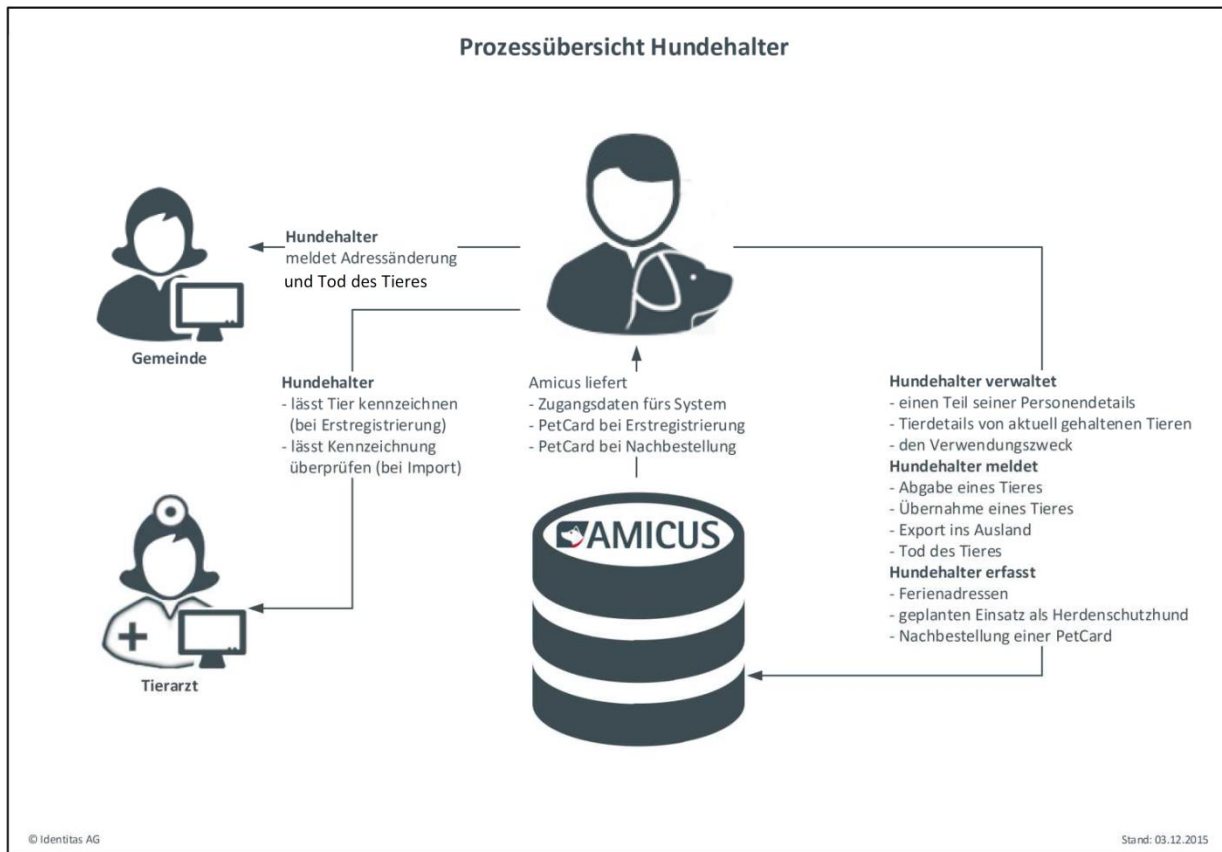 Prozessübersicht Hundehalter
Hundehalter
meldet Adressänderung
und Tod des Tieres
Gemeinde
Hundehalter
- lässt Tier kennzeichnen
(bei Erstregistrierung)
- lässt Kennzeichnung
überprüfen (bei Import)
Tierarzt
Amicus liefert
- Zugangsdaten fürs System
- PetCard bei Erstregistrierung
- PetCard bei Nachbestellung
AMICUS
Hundehalter verwaltet
- einen Teil seiner Personendetails
- Tierdetails von aktuell gehaltenen Tieren
- den Verwendungszweck
Hundehalter meldet
- Abgabe eines Tieres
- Übernahme eines Tieres
- Export ins Ausland
- Tod des Tieres
Hundehalter erfasst
- Ferienadressen
- geplanten Einsatz als Herdenschutzhund
- Nachbestellung einer PetCard
© Identitas AG
Stand: 03.12.2015